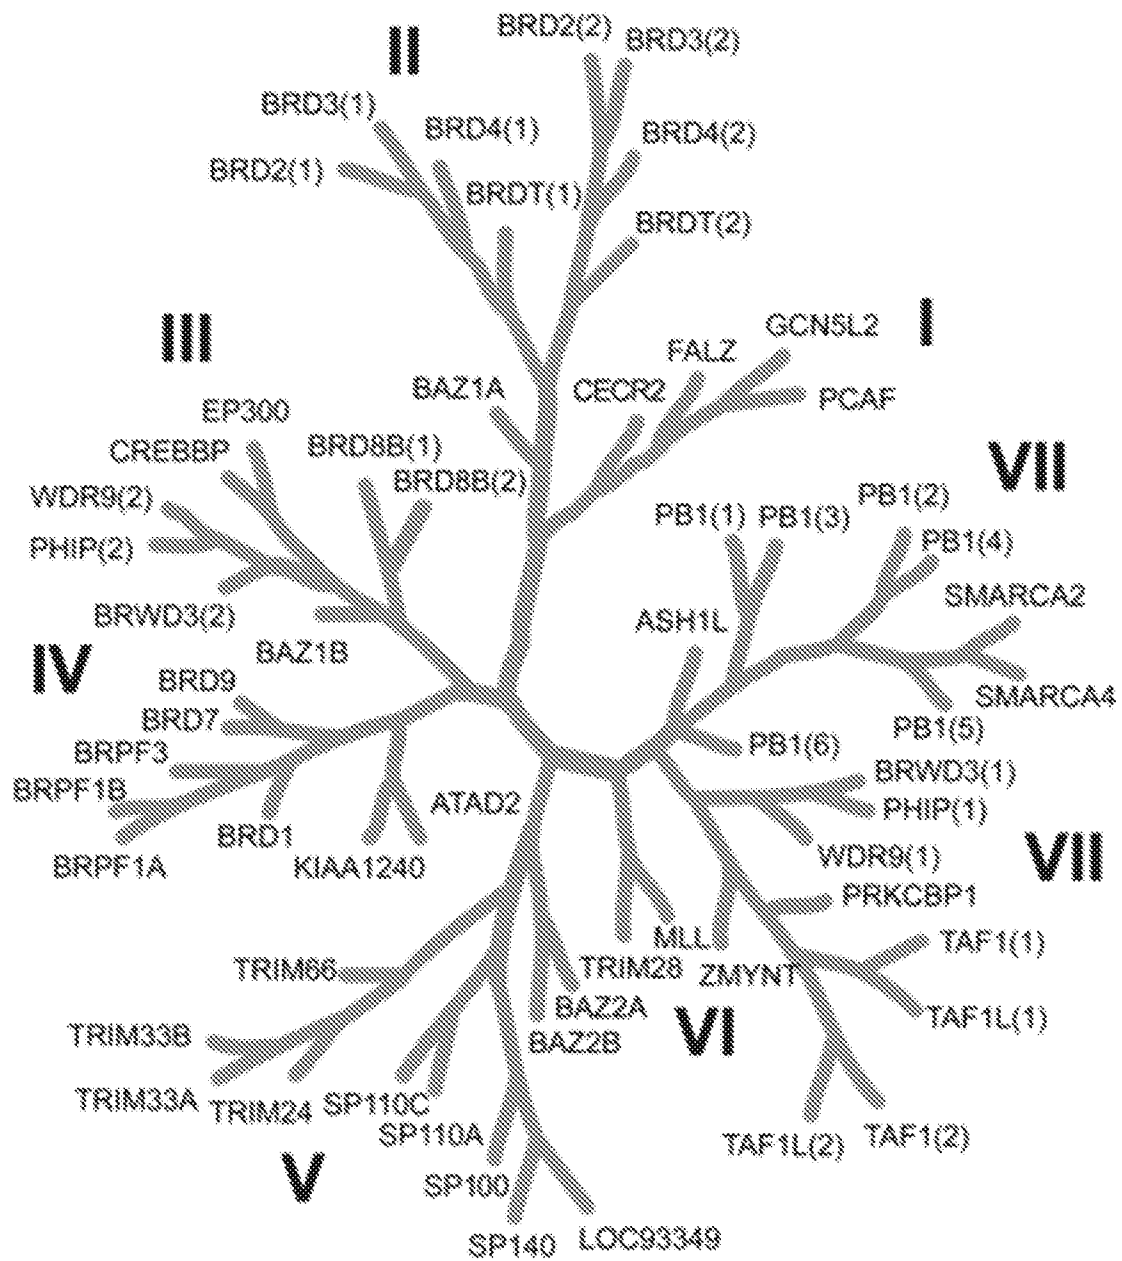 BRD2(2)
BRD3(2)
II
BRD3(1)
BRD4(1)
BRD4(2)
BRD2(1)
BRDT(1)
BRDT(2)
I
III
GCN5L2
FALZ
BAZ1A
CECR2
PCAF
EP300
CREBBP
BRD8B(1)
VII
WDR9(2)
BRD8B(2)
PB1(2)
PB1(1)
PB1(3)
PHIP(2)
PB1(4)
SMARCA2
BRWD3(2)
ASH1L
BAZ1B
IV
BRD9
SMARCA4
BRD7
PB1(5)
BRPF3
PB1(6)
BRWD3(1)
BRPF1B
ATAD2
PHIP(1)
BRD1
BRPF1A
KIAA1240
WDR9(1)
VII
PRKCBP1
MLL
TAF1(1)
TRIM66
TRIM28
ZMYNT
BAZ2A
TAF1L(1)
TRIM33B
BAZ2B
VI
TRIM33A
TRIM24
SP110C
SP110A
TAF1L(2)
TAF1(2)
V
SP100
SP140
LOC93349